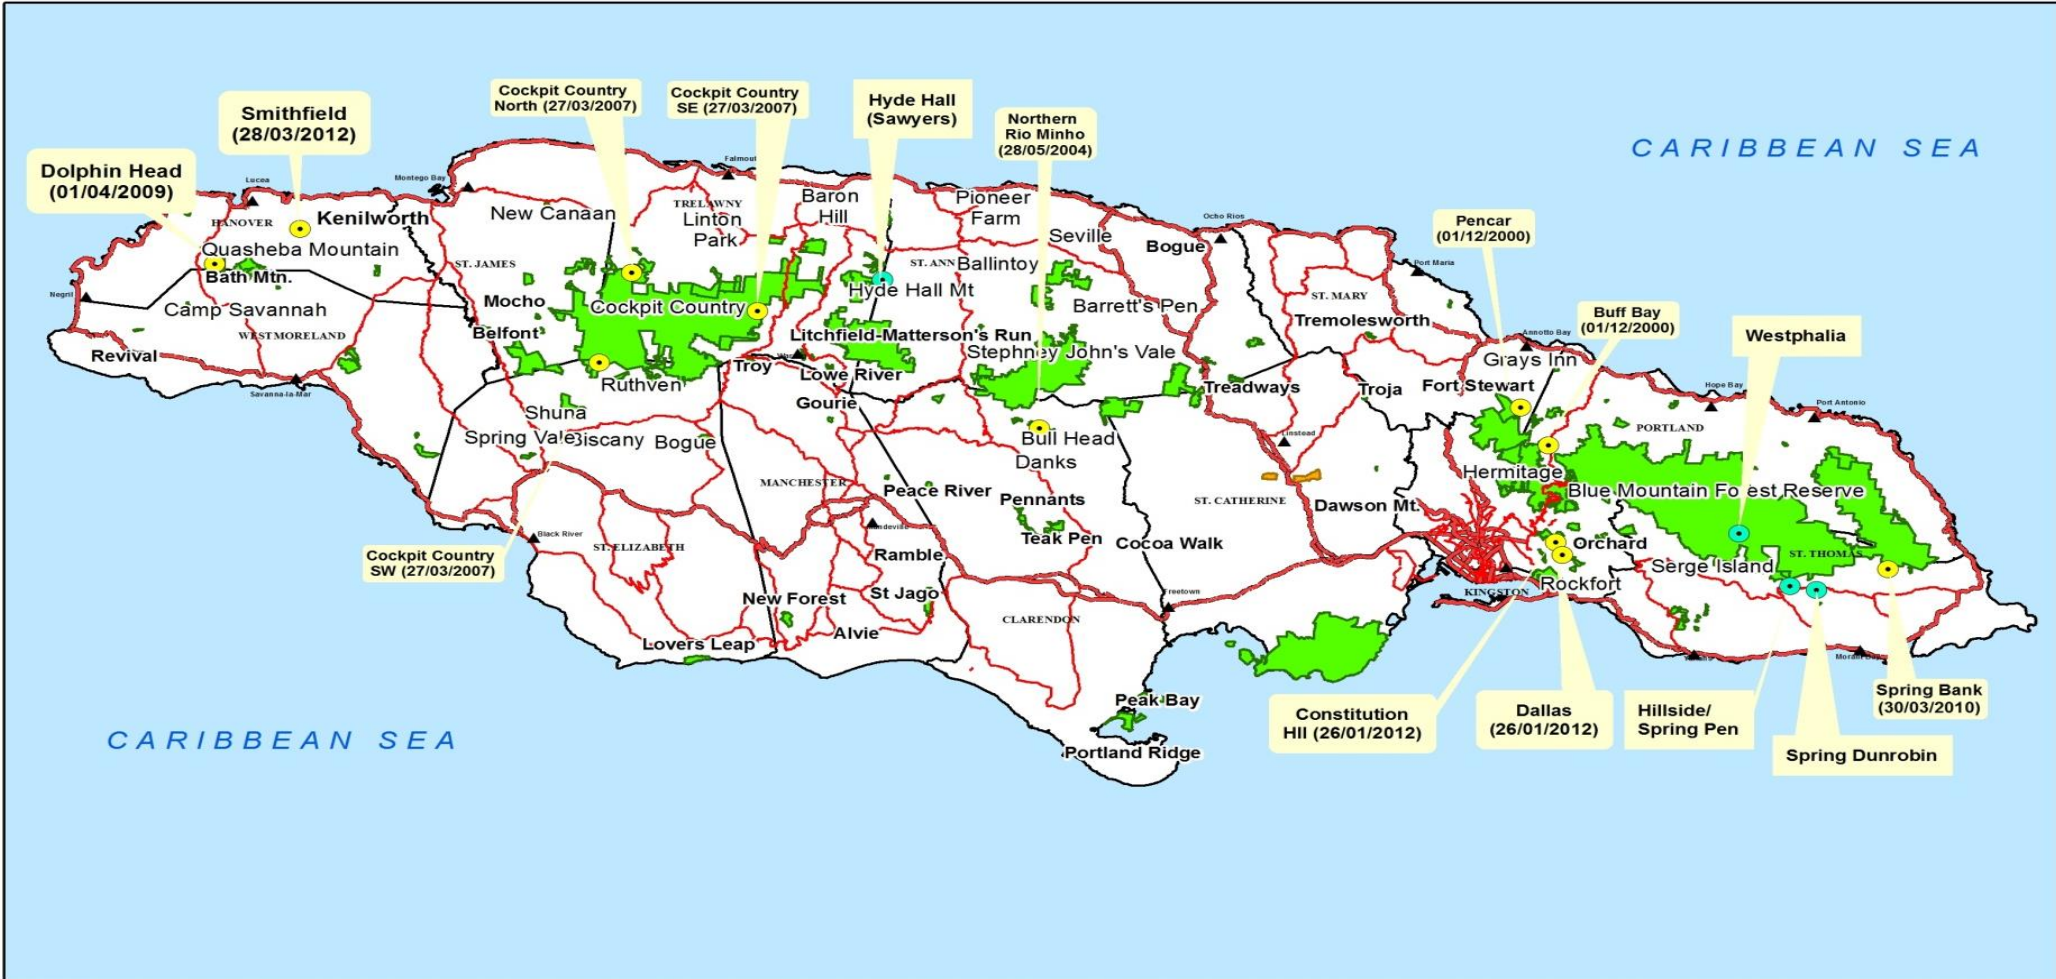 Cockpit Country
North (27/03/2007)
Cockpit Country
SE (27/03/2007)
Hyde Hall
(Sawyers)
Smithfield
(28/03/2012)
Northern
Rio Minho
(28/05/2004)
CARIBBEAN SEA
Dolphin Head
(01/04/2009)
Lucea
Montego Bay
Falmout
HANOVER
Kenilworth
New Canaan
TRELAWNY
Linton
Park
Baron
Hill
Pioneer
Farm
Seville
Bogue
Ocho Rios
Pencar
(01/12/2000)
Quasheba Mountain
Bath Mtn.
ST. JAMES
ST. ANN
Ballintoy
Port Maria
Negril
Camp Savannah
WESTMORELAND
Mocho
Belfont
Cockpit Country
Hyde Hall Mt
Barrett's Pen
ST. MARY
Tremolesworth
Buff Bay
(01/12/2000)
Westphalia
Annotto Bay
Revival
Savanna-la-Mar
Litchfield-Matterson's Run
Stephney John's Vale
Troy
Lowe River
Gourie
Ruthven
Treadways
Troja
Grays Inn
Fort Stewart
Hope Bay
Port Antonio
Shuna
Spring Vale
Biscany
Bogue
Bull Head
Danks
Linstead
PORTLAND
Hermitage
MANCHESTER
Peace River
Pennants
ST. CATHERINE
Dawson Mt.
Blue Mountain Fo est Reserve
Black River
ST. ELIZABETH
Ramble
Teak Pen
Cocoa Walk
Orchard
ST. THOMAS
Cockpit Country
SW (27/03/2007)
Serge Island
Rockfort
KINGSTON
New Forest
St Jago
Alvie
CLARENDON
Freetown
Lovers Leap
Morant Bay
Peak Bay
Portland Ridge
Constitution
HIl (26/01/2012)
Dallas
(26/01/2012)
Hillside/
Spring Pen
Spring Bank
(30/03/2010)
Spring Dunrobin
CARIBBEAN SEA